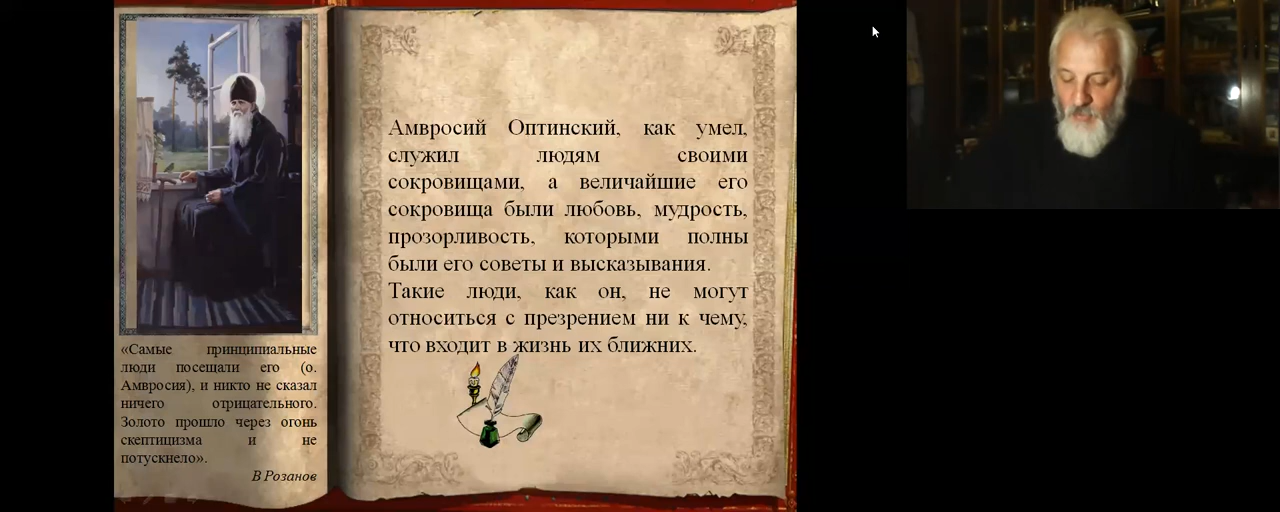 Амвросий Оптинский, как умел,
служил людям своими
сокровищами, а величайшие его
сокровища были любовь, мудрость,
прозорливость, которыми полны
были его советы и высказывания.
Такие люди, как он, не могут
относиться с презрением ни к чему,
что входит в жизнь их ближних.
«Самые принципиальные
люди посещали его (о.
Амвросия), и никто не сказал
ничего отрицательного.
Золото прошло через огонь
скептицизма и не
потускнело».
В Розанов